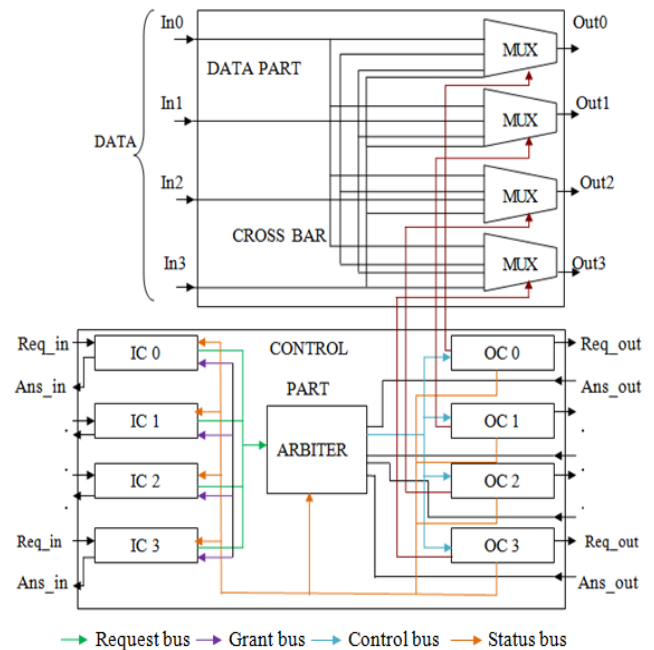 In0
Out0
MUX
DATA PART
In1
Out1
MUX
DATA
In2
Out2
MUX
CROSS BAR
In3
Out3
MUX
Req_in
IC 0
CONTROL
OC 0
Req_out
Ans_in
PART
Ans_out
IC 1
ARBITER
OC 1
IC 2
OC 2
Req_in
IC 3
OC 3
Req_out
Ans_in
Ans_out
Request bus
Grant bus
Control bus
Status bus